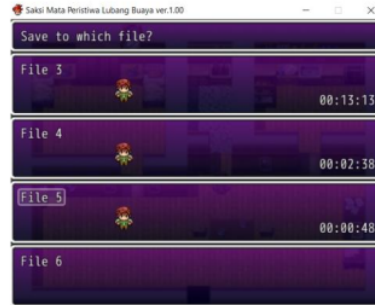 Saksi Mata Peristiwa Lubang Buaya ver.1.00
Save to which file?
File 3
00:13:13
File 4
00:02:38
File 5
00:00:48
File 6